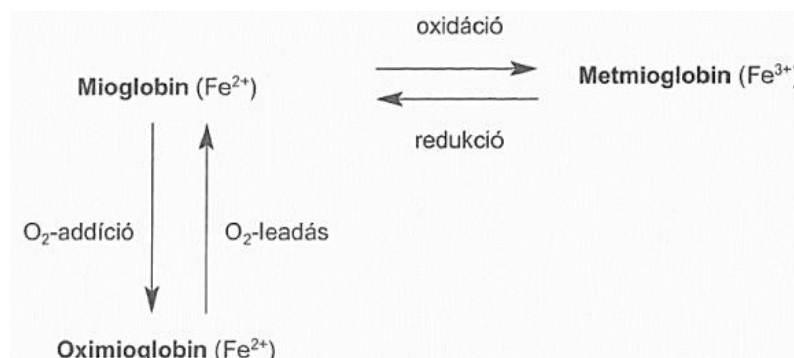 oxidáció
Mioglobin (Fe²⁺)
Metmioglobin (Fe³⁺)
redukció
O₂-addíció
O₂-leadás
Oximioglobin (Fe²⁺)